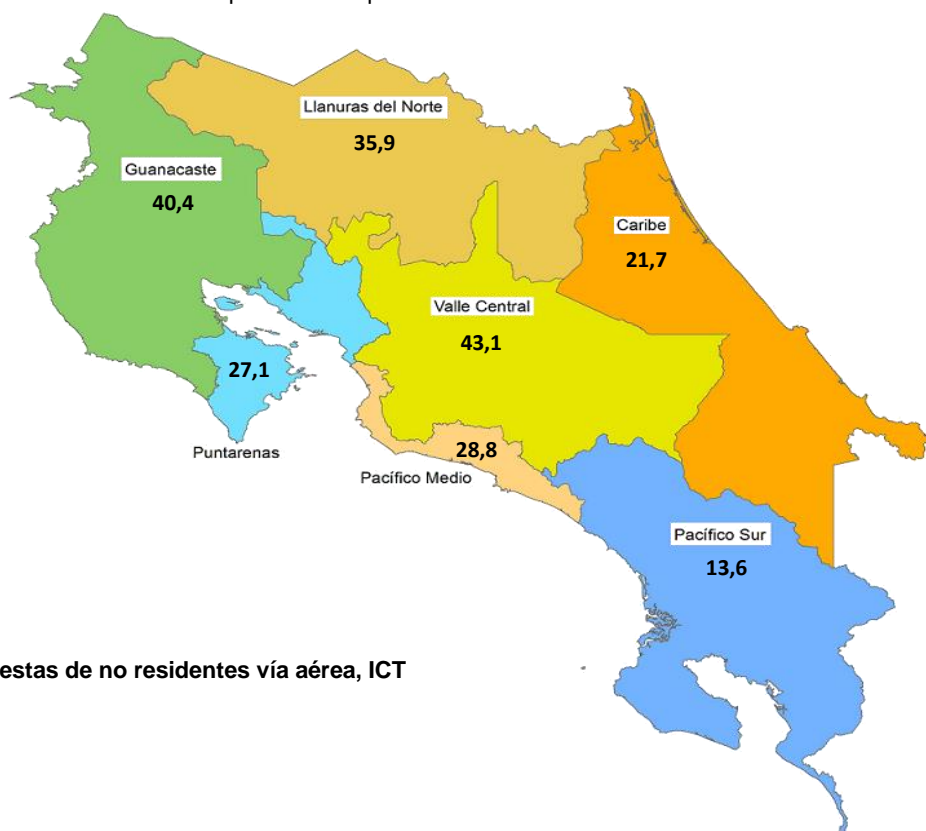 Llanuras del Norte
35,9
Guanacaste
40,4
Caribe
21,7
Valle Central
43,1
27,1
Puntarenas
28,8
Pacífico Medio
Pacífico Sur
13,6
estas de no residentes vía aérea, ICT